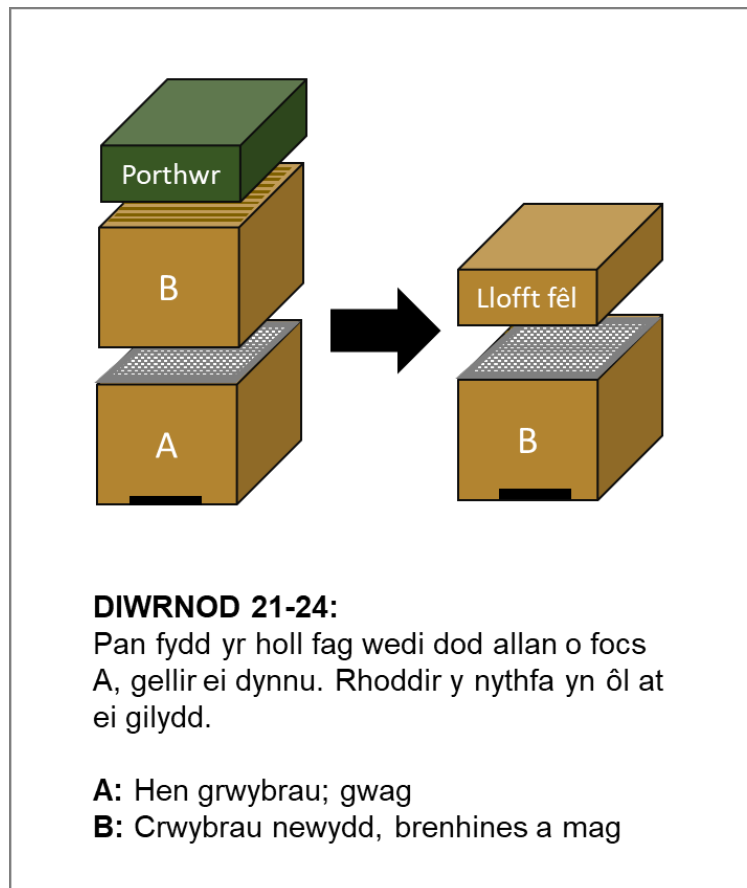 Porthwr
B
A
Llofft fêl
B
DIWRNOD 21-24:
Pan fydd yr holl fag wedi dod allan o focs
A, gellir ei dynnu. Rhoddir y nythfa yn ôl at
ei gilydd.
A: Hen grwybrau; gwag
B: Crwybrau newydd, brenhines a mag